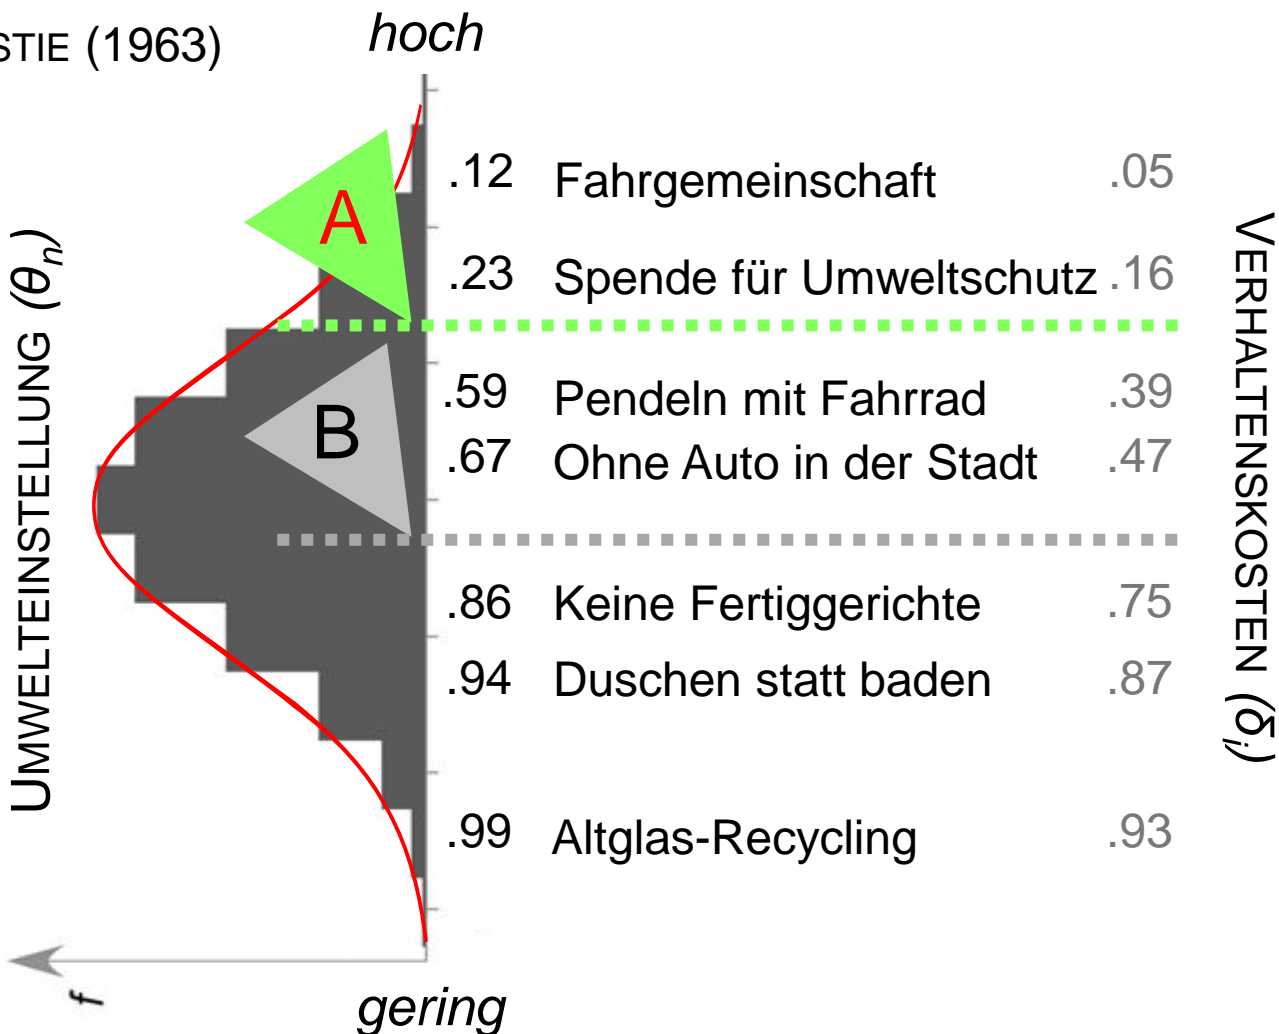 STIE (1963)
hoch
.12 Fahrgemeinschaft .05
A
.23 Spende für Umweltschutz .16
.59 Pendeln mit Fahrrad .39
B
.67 Ohne Auto in der Stadt .47
.86 Keine Fertiggerichte .75
.94 Duschen statt baden .87
.99 Altglas-Recycling .93
UMWELTEINSTELLUNG (θn)
VERHALTENSKOSTEN (δi)
f
gering